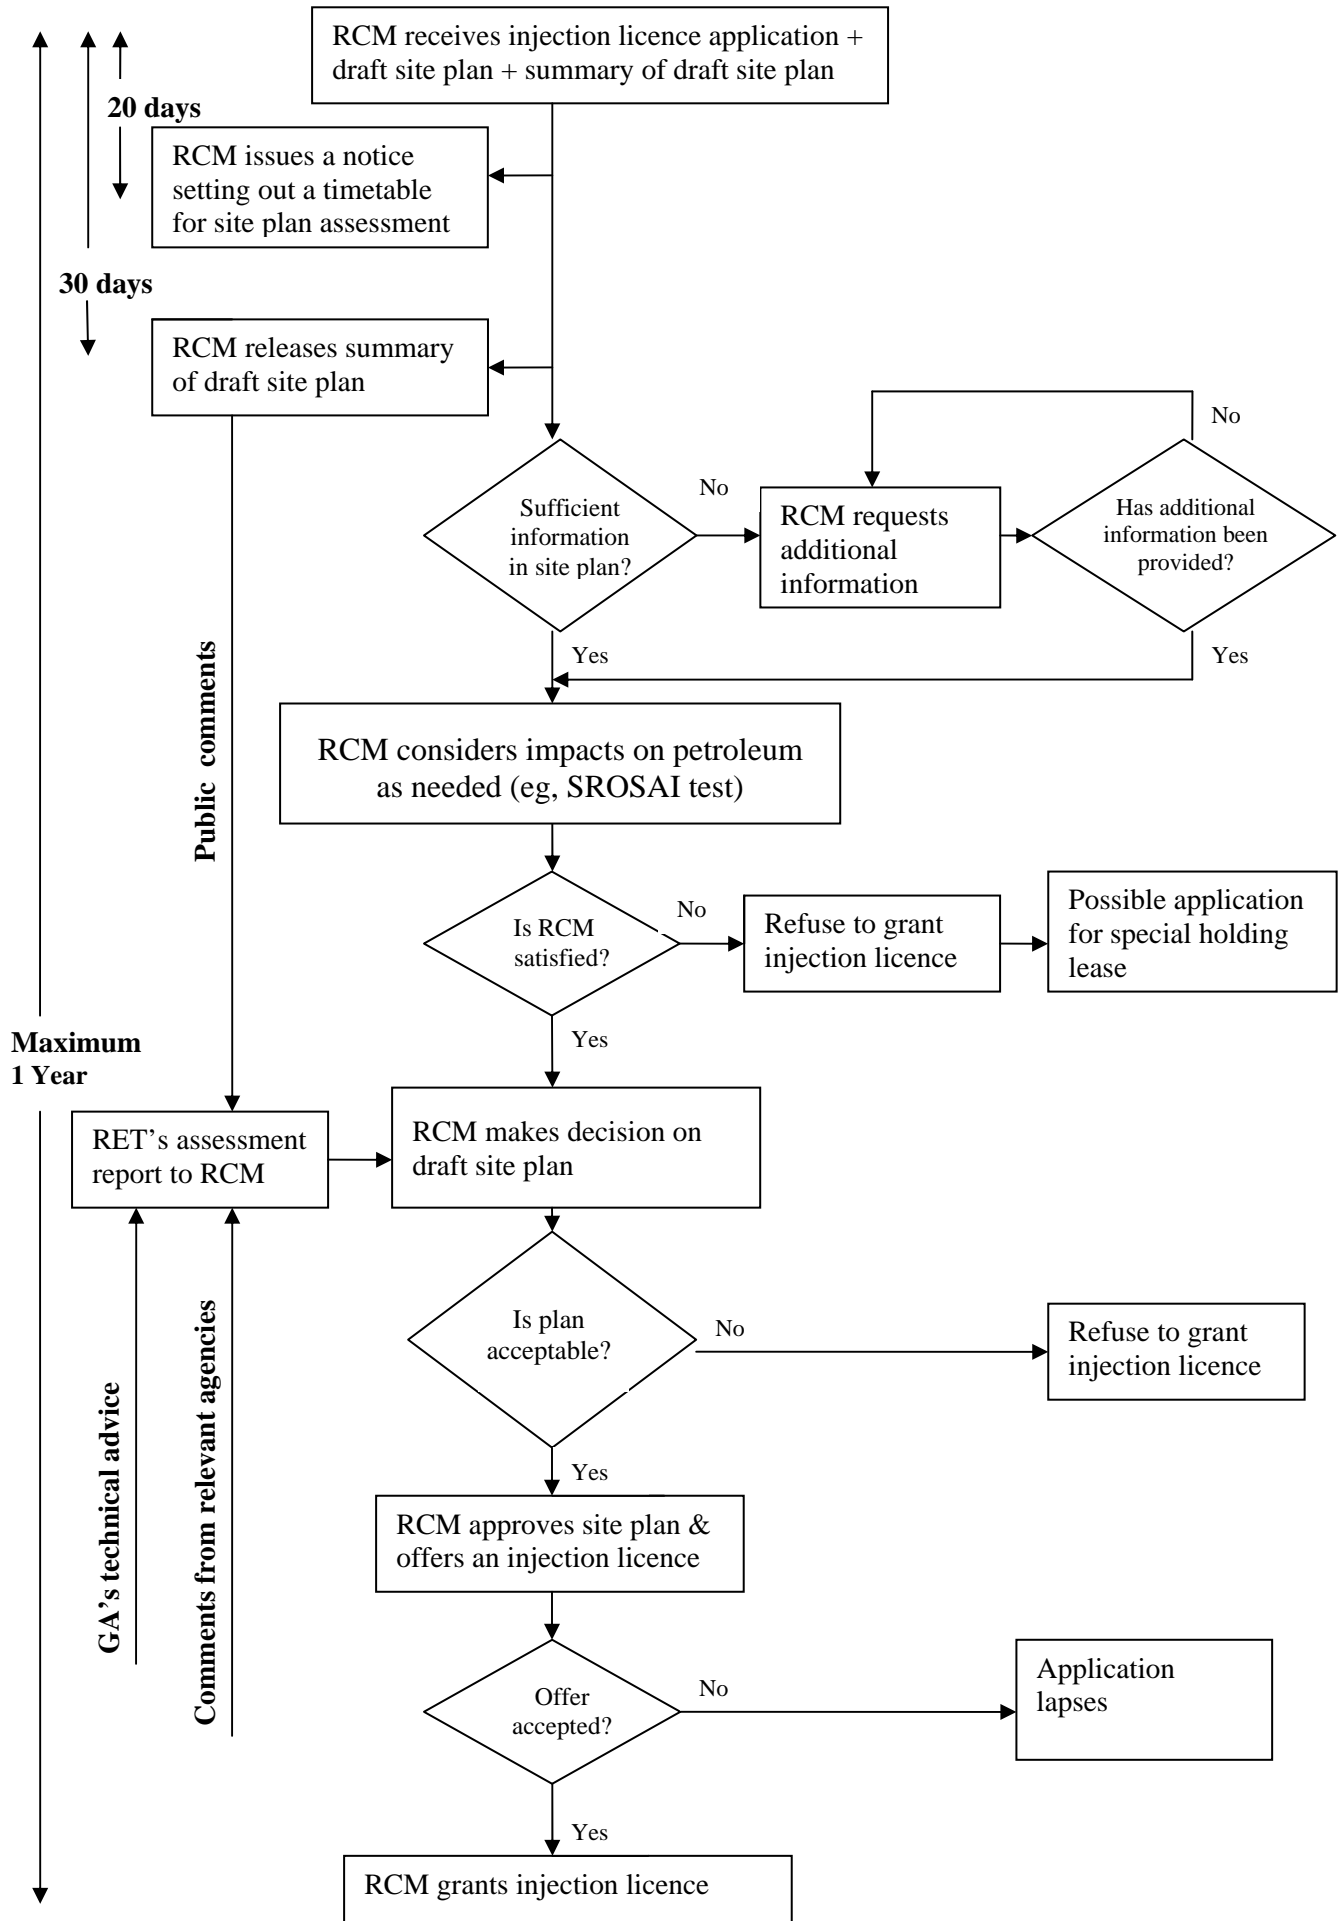 RCM receives injection licence application +
draft site plan + summary of draft site plan
20 days
RCM issues a notice
setting out a timetable
for site plan assessment
30 days
RCM releases summary
of draft site plan
No
No
Sufficient
information
in site plan?
RCM requests
additional
information
Has additional
information been
provided?
Yes
Yes
Public comments
RCM considers impacts on petroleum
as needed (eg, SROSAI test)
Is RCM
satisfied?
No
Refuse to grant
injection licence
Possible application
for special holding
lease
Yes
Maximum
1 Year
RET's assessment
report to RCM
RCM makes decision on
draft site plan
GA's technical advice
Comments from relevant agencies
Is plan
acceptable?
No
Refuse to grant
injection licence
Yes
RCM approves site plan &
offers an injection licence
Offer
accepted?
No
Application
lapses
Yes
RCM grants injection licence